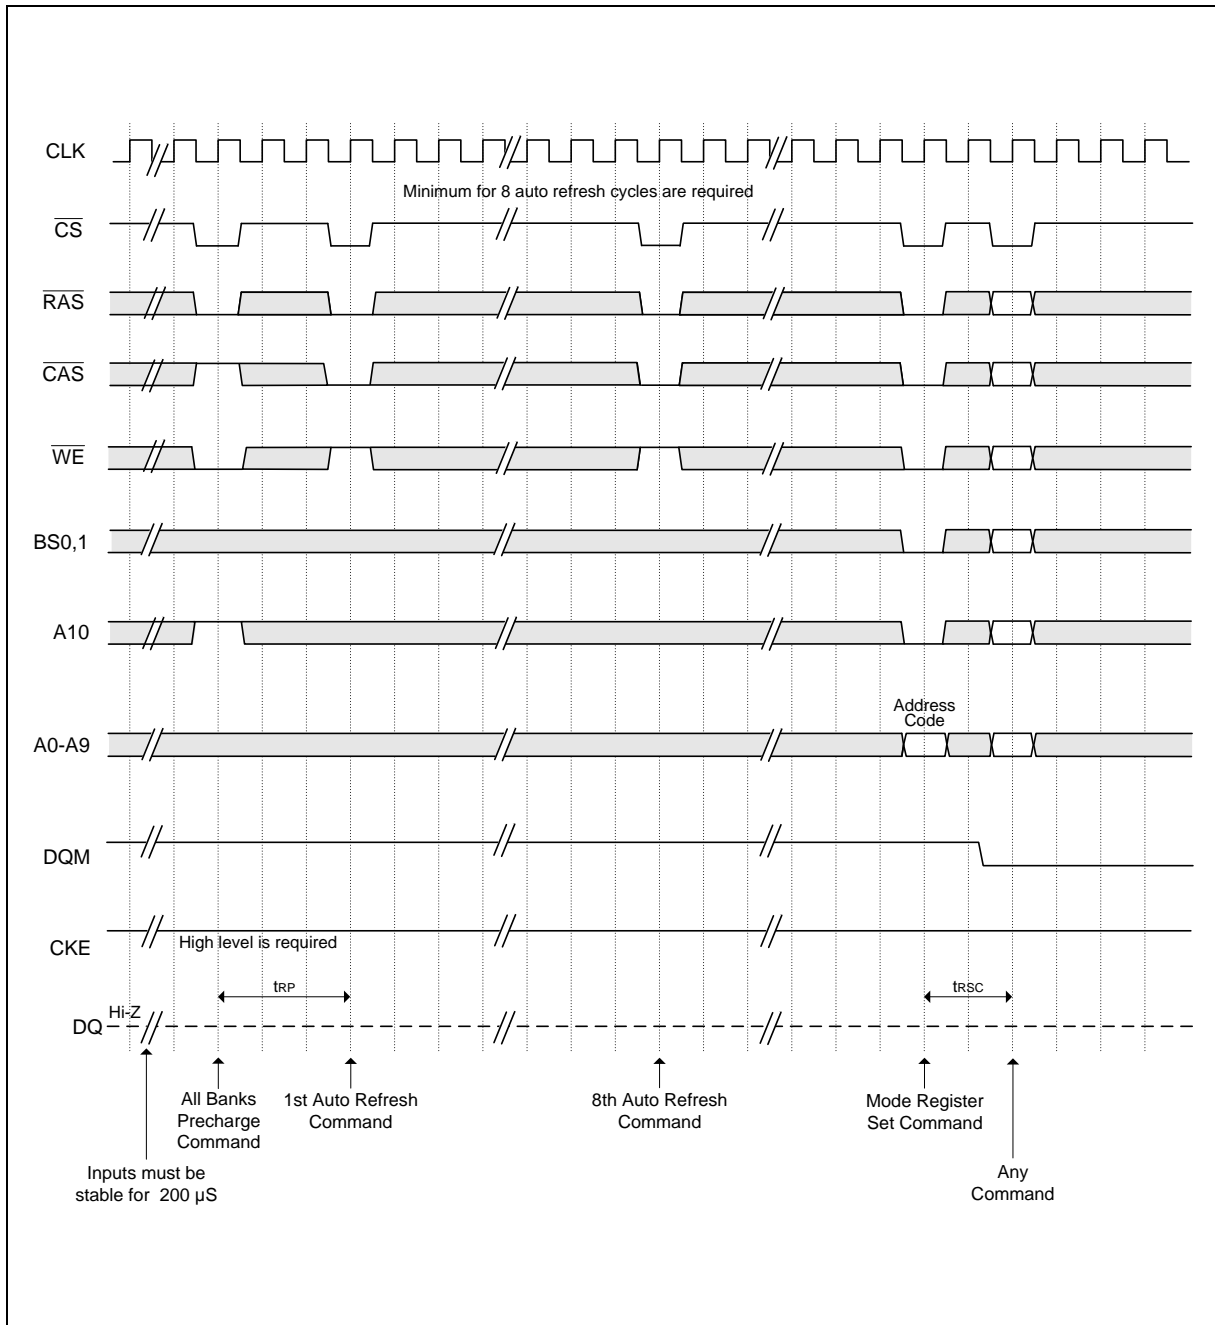 CLK
Minimum for 8 auto refresh cycles are required
CS
RAS
CAS
WE
BS0,1
A10
Address
Code
A0-A9
DQM
CKE
High level is required
tRP
tRSC
Hi-Z
DQ
All Banks
Precharge
Command
1st Auto Refresh
Command
8th Auto Refresh
Command
Mode Register
Set Command
Inputs must be
stable for 200 µS
Any
Command